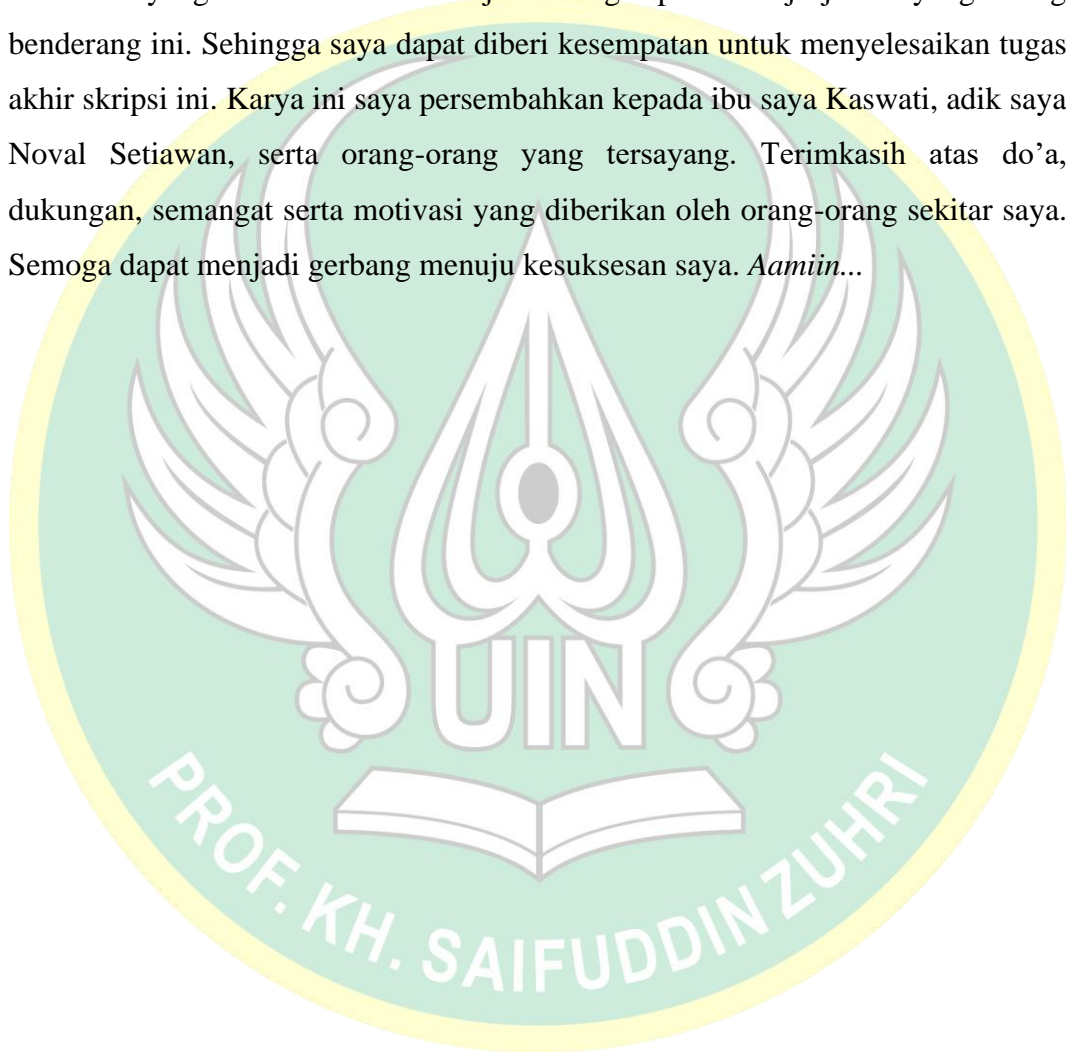 benderang ini. Sehingga saya dapat diberi kesempatan untuk menyelesaikan tugas
akhir skripsi ini. Karya ini saya persembahkan kepada ibu saya Kaswati, adik saya
Noval Setiawan, serta orang-orang yang tersayang. Terimkasih atas do’a,
dukungan, semangat serta motivasi yang diberikan oleh orang-orang sekitar saya.
Semoga dapat menjadi gerbang menuju kesuksesan saya. Aamiin...
UIN
PROF. KH. SAIFUDDIN ZUHRI